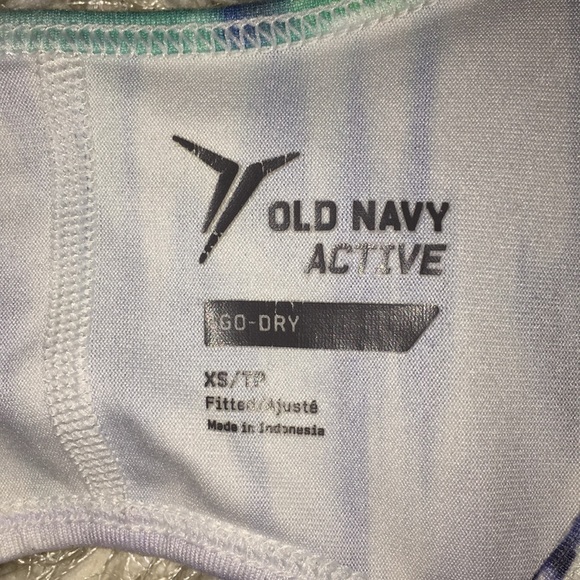 OLD NAVY
ACTIVE
GO-DRY
XS/TP
Fitted/Ajusté
Made in Indonesia